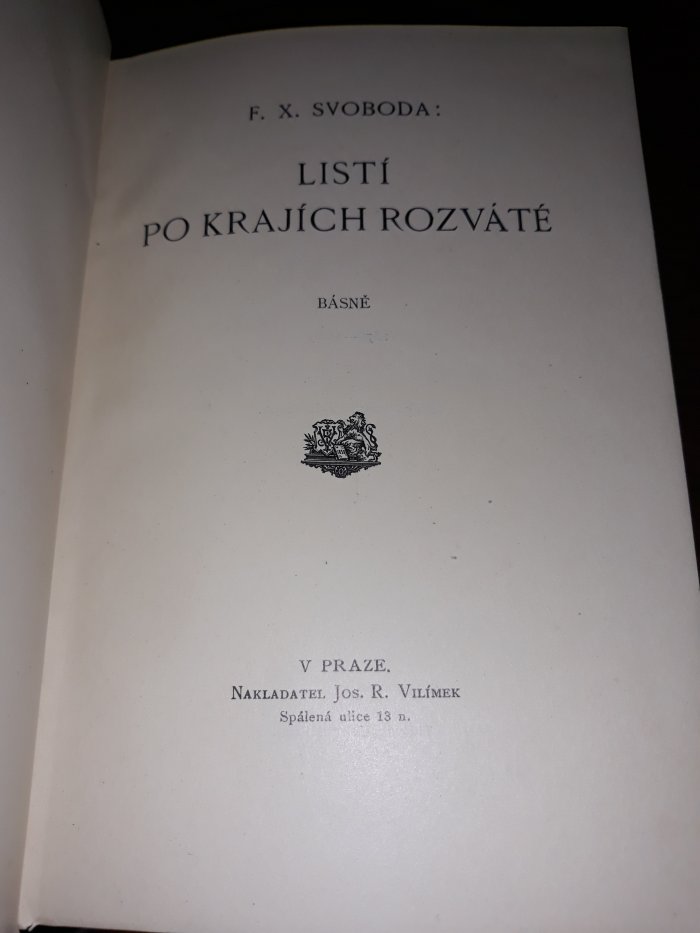 F. X. SVOBODA:
LISTÍ
PO KRAJÍCH ROZVÁTÉ
BÁSNĚ
V PRAZE.
NAKLADATEL JOS. R. VILÍMEK
Spálená ulice 13 n.